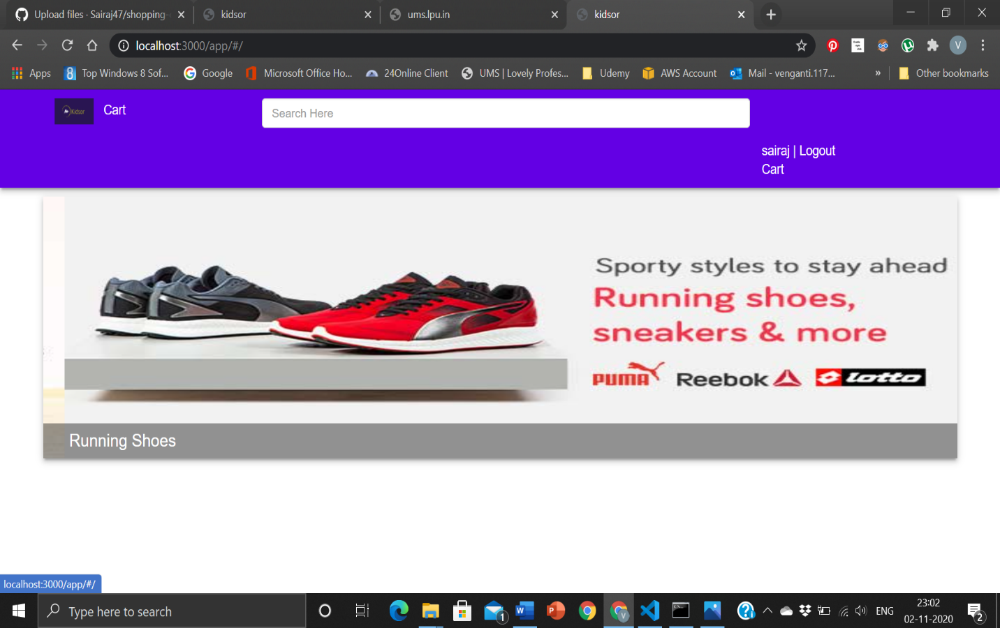 Upload files · Sairaj47/shopping-
kidsor
ums.lpu.in
kidsor
localhost:3000/app/#/
V
Apps
8
Top Windows 8 Sof...
Google
Microsoft Office Ho...
24Online Client
UMS | Lovely Profes...
Udemy
AWS Account
Mail - venganti.117...
»
Other bookmarks
Kidsor
Cart
Search Here
sairaj | Logout
Cart
Sporty styles to stay ahead
Running shoes,
sneakers & more
PUMA
Reebok
lotto
Running Shoes
localhost:3000/app/#/
Type here to search
1
ENG
23:02
02-11-2020
2